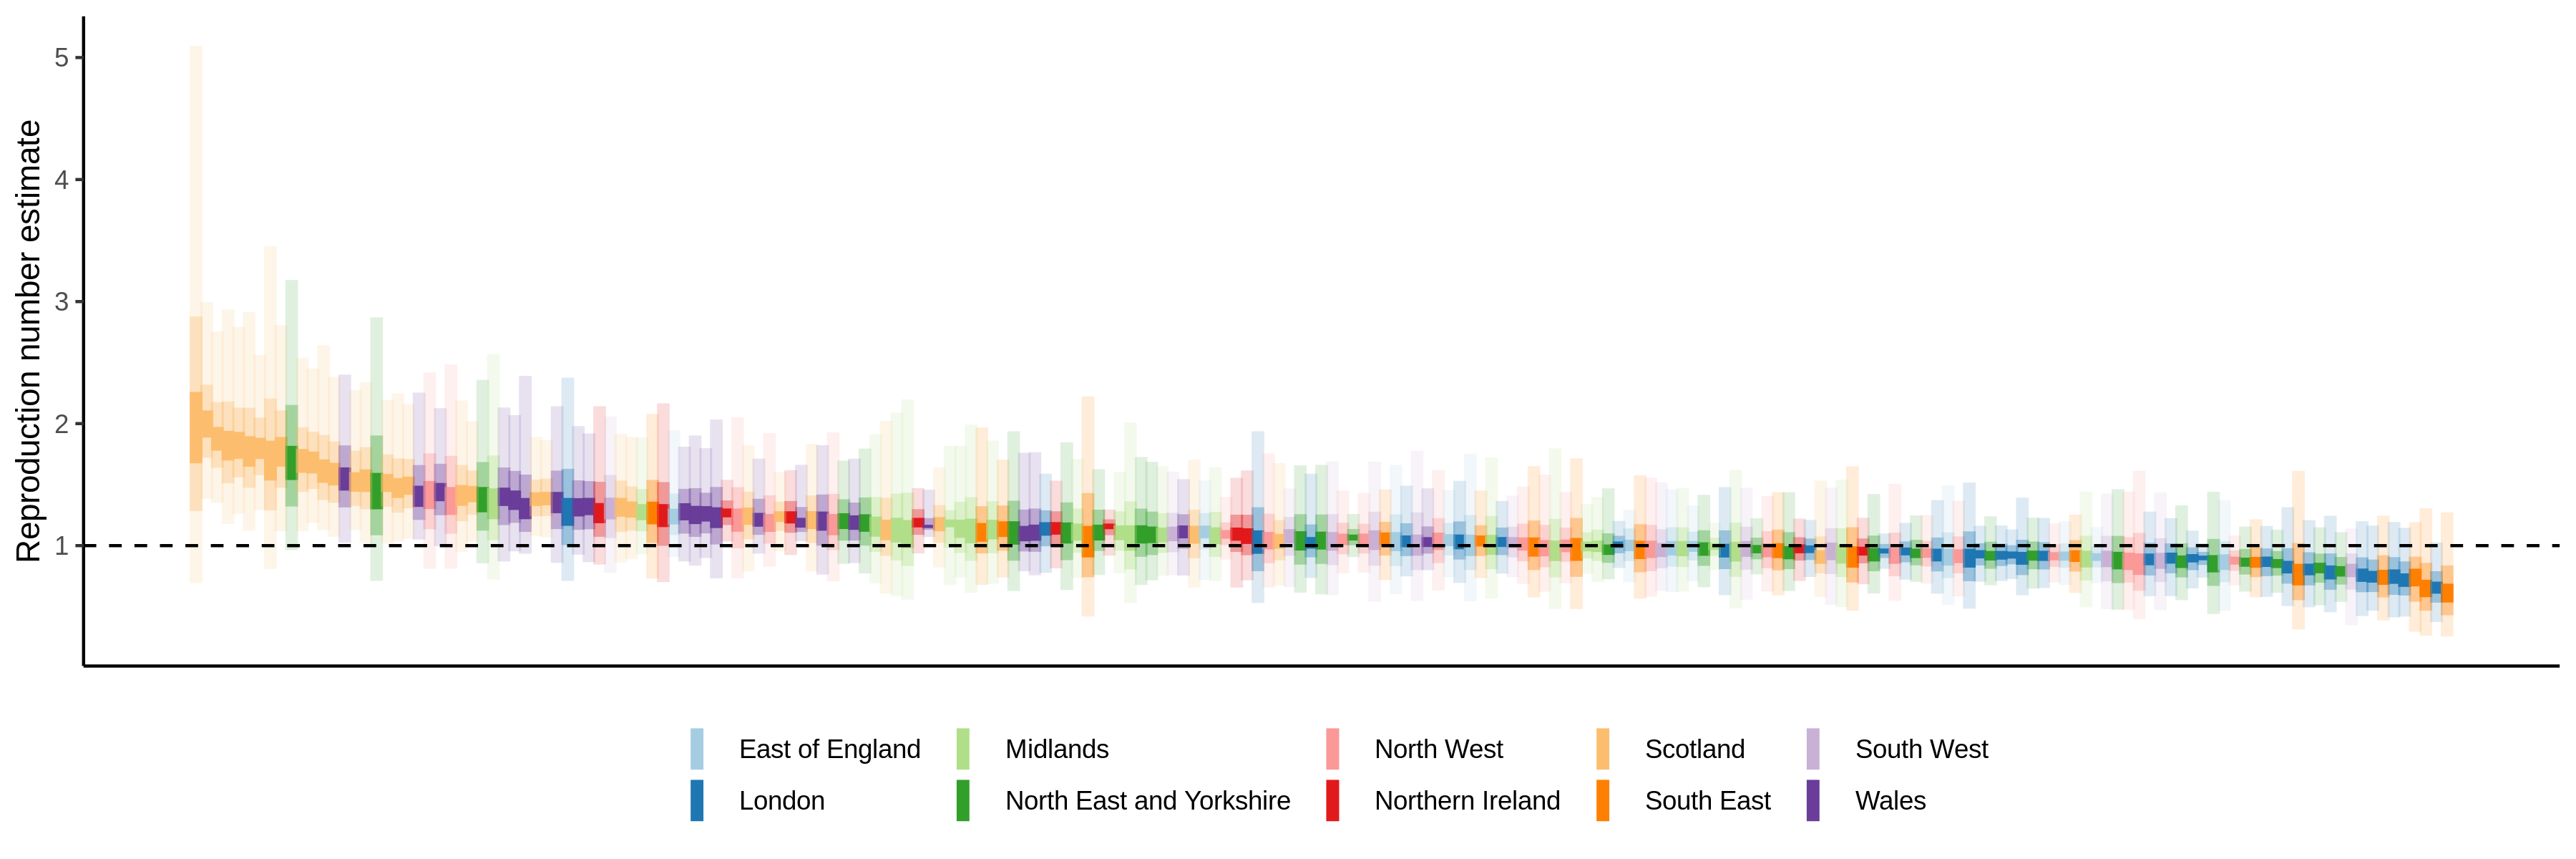 Reproduction number estimate
5
4
3
2
1
East of England
Midlands
North West
Scotland
South West
London
North East and Yorkshire
Northern Ireland
South East
Wales